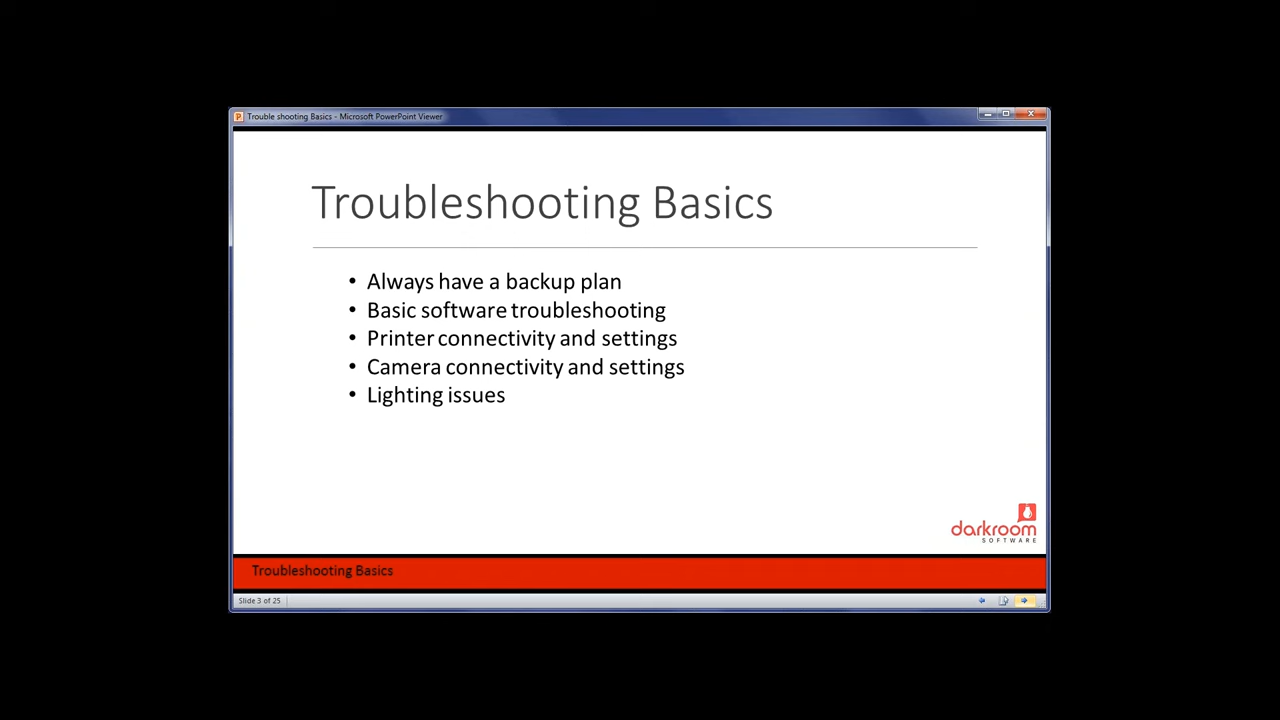 Trouble shooting Basics - Microsoft PowerPoint Viewer
Troubleshooting Basics
• Always have a backup plan
• Basic software troubleshooting
• Printer connectivity and settings
• Camera connectivity and settings
• Lighting issues
darkroom
SOFTWARE
Troubleshooting Basics
Slide 3 of 25